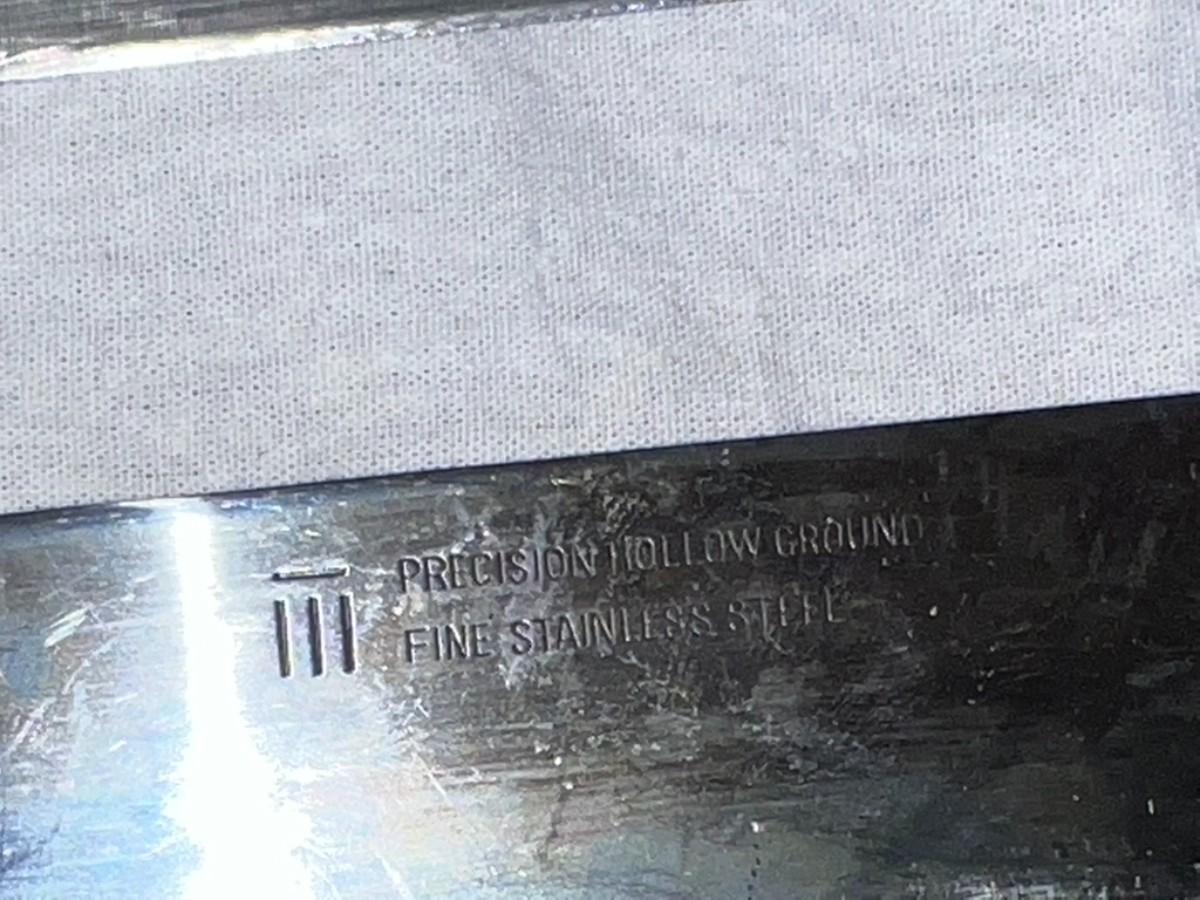 PRECISION HOLLOW GROUND
FINE STAINLESS STEEL